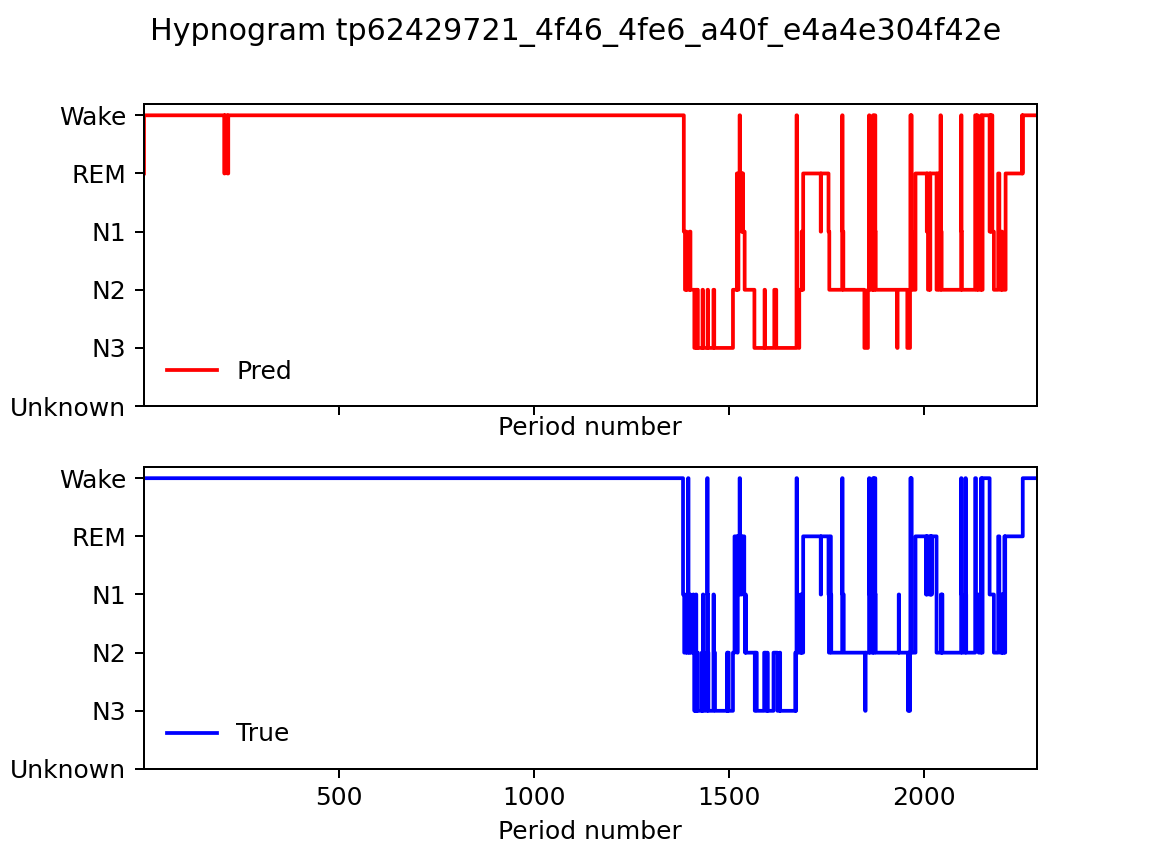 Hypnogram tp62429721_4f46_4fe6_a40f_e4a4e304f42e
Wake
REM
N1
N2
N3
Unknown
Pred
Period number
Wake
REM
N1
N2
N3
Unknown
True
500 1000 1500 2000
Period number